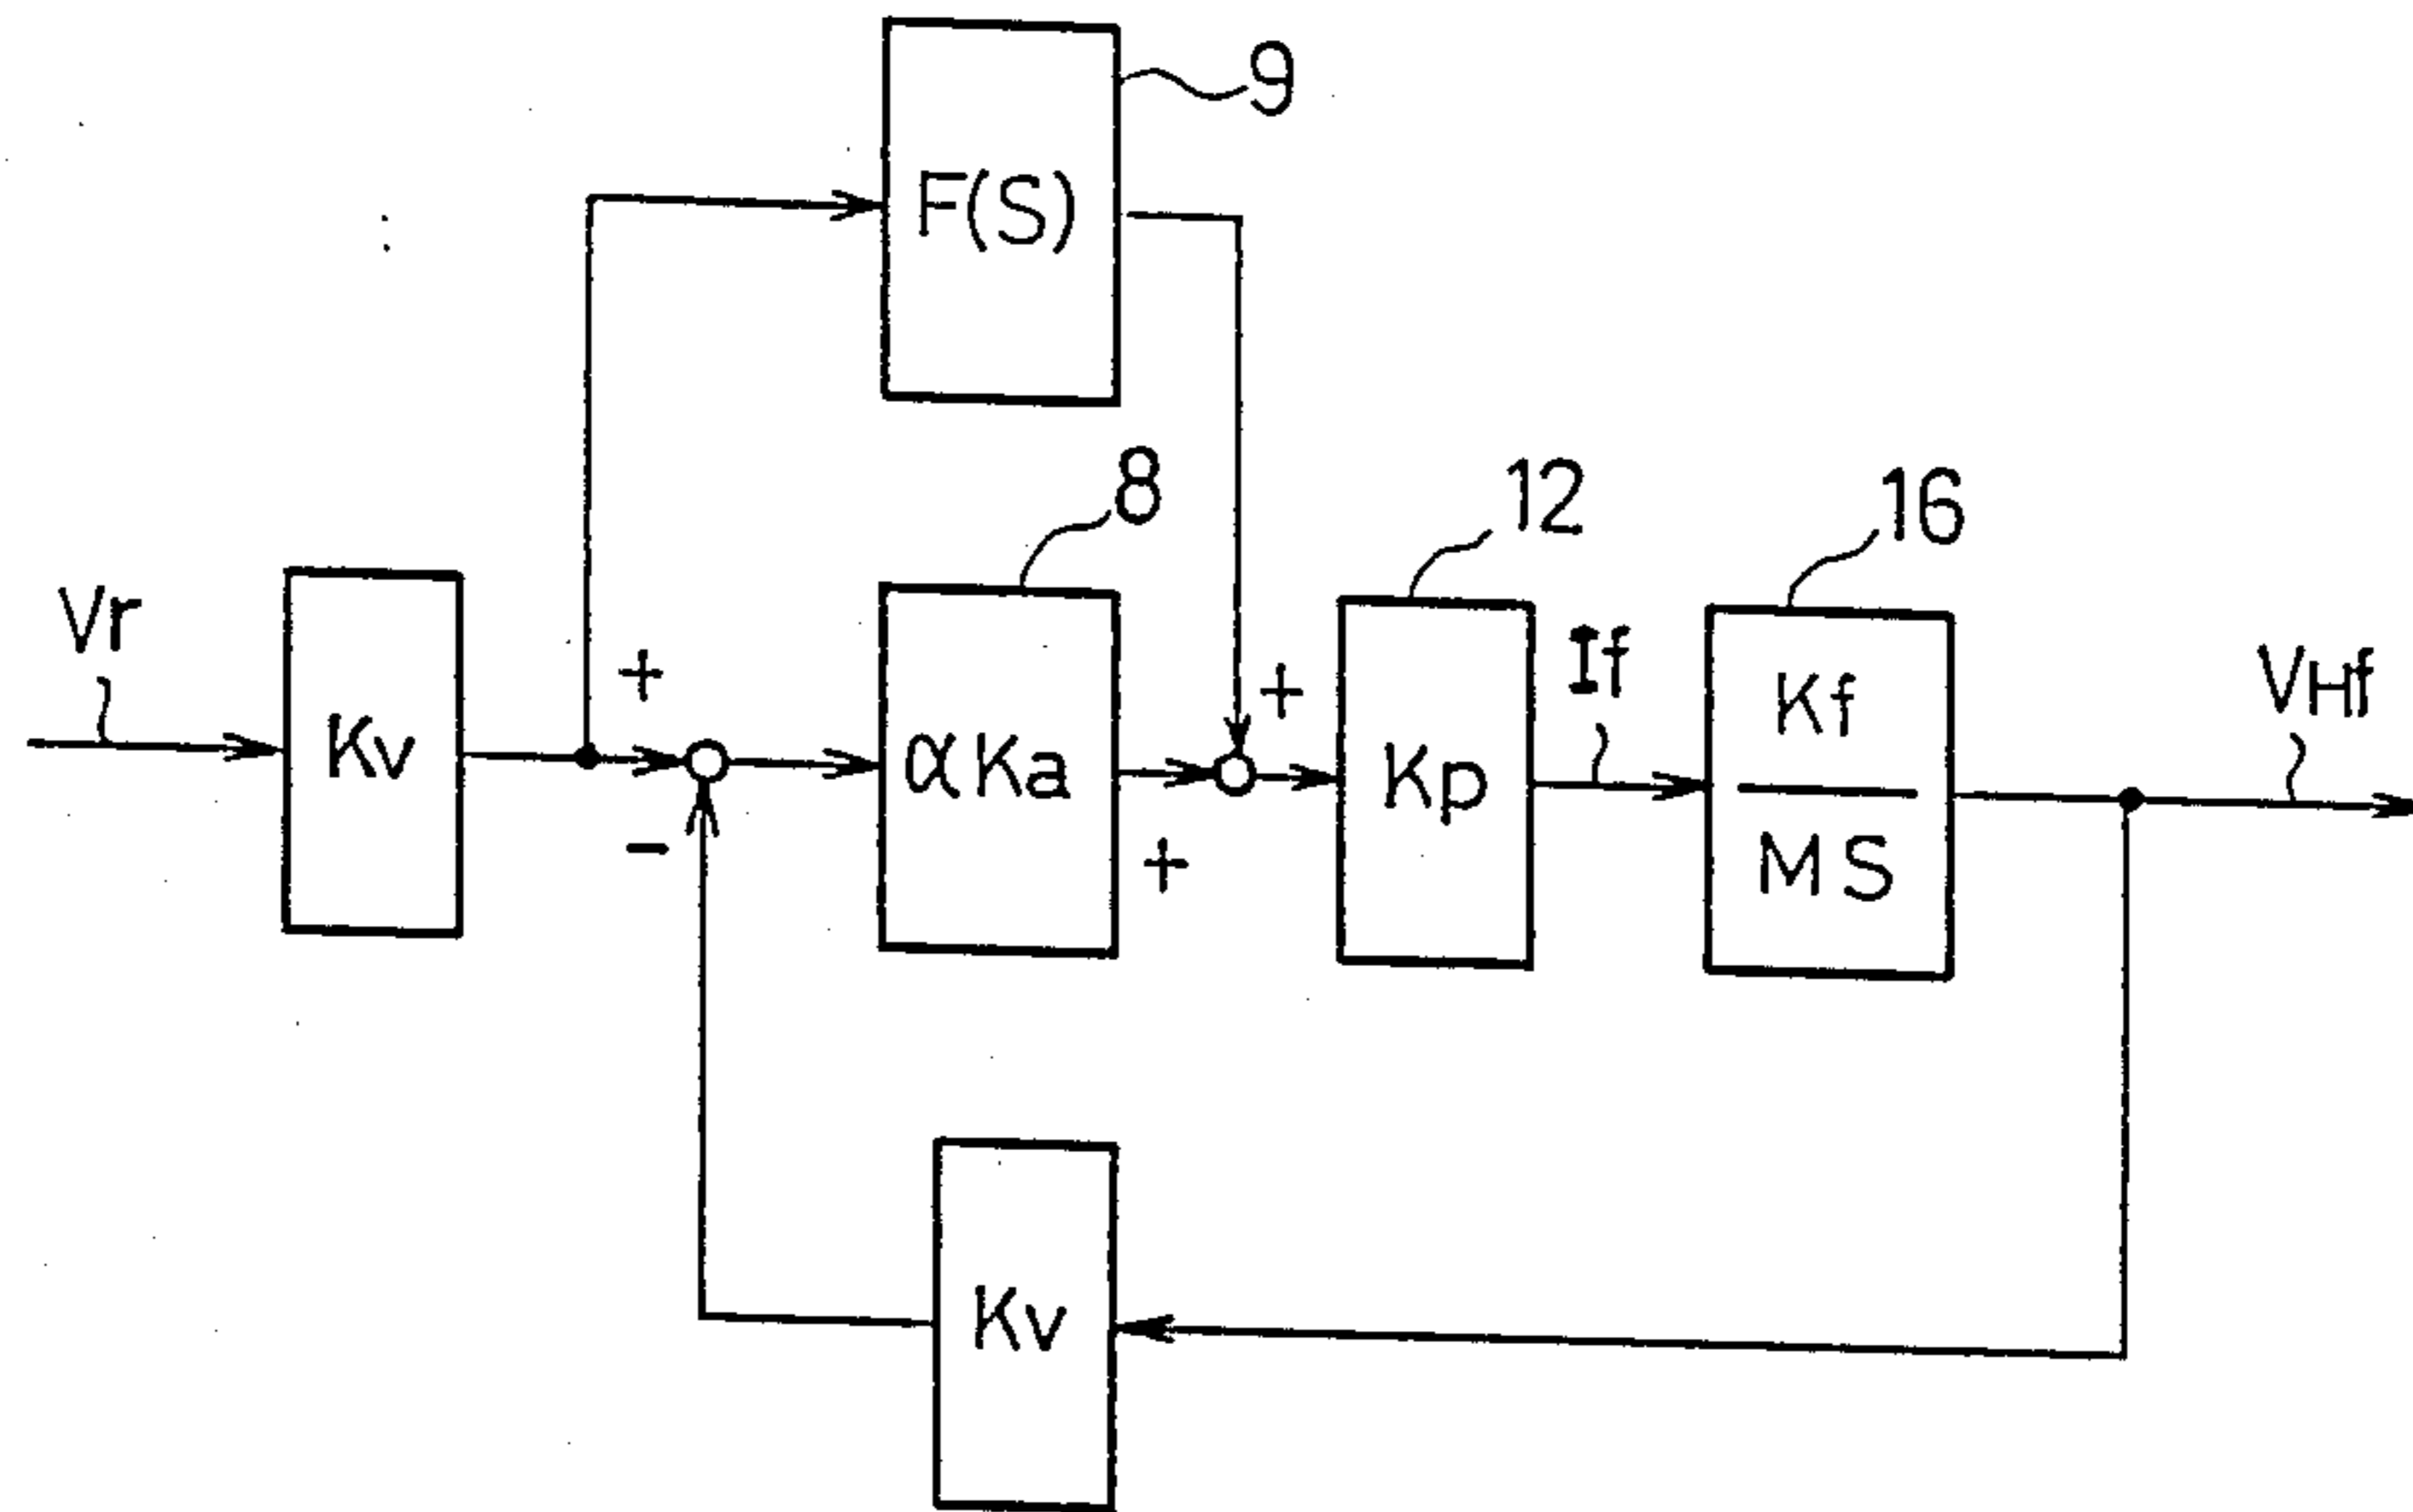 9
F(S)
8
12
16
Vr
+
If
VHf
Kv
αKa
+
Kp
Kf
MS
-
+
Kv